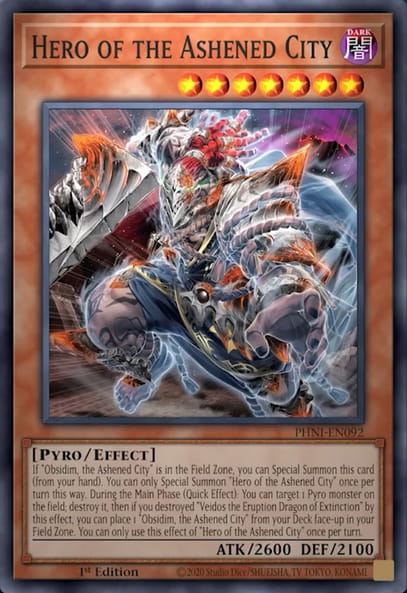 HERO OF THE ASHENED CITY
DARK
闇
PHNI-EN092
[PYRO/EFFECT]
If "Obsidim, the Ashened City" is in the Field Zone, you can Special Summon this card
(from your hand). You can only Special Summon "Hero of the Ashened City" once per
turn this way. During the Main Phase (Quick Effect): You can target 1 Pyro monster on
the field; destroy it, then if you destroyed "Veidos the Eruption Dragon of Extinction" by
this effect, you can place 1 "Obsidim, the Ashened City" from your Deck face-up in your
Field Zone. You can only use this effect of "Hero of the Ashened City" once per turn.
ATK/2600 DEF/2100
1st Edition
©2020 Studio Dice/SHUEISHA, TV TOKYO, KONAMI